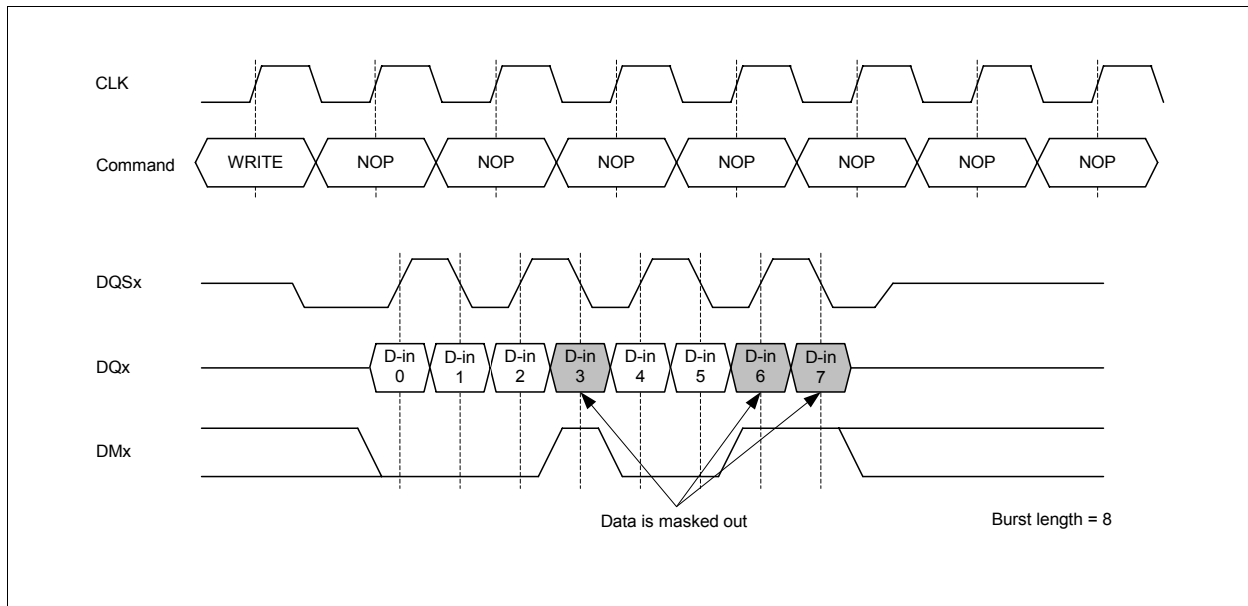 CLK
Command
WRITE
NOP
NOP
NOP
NOP
NOP
NOP
NOP
DQSx
DQx
D-in
0
D-in
1
D-in
2
D-in
3
D-in
4
D-in
5
D-in
6
D-in
7
DMx
Data is masked out
Burst length = 8